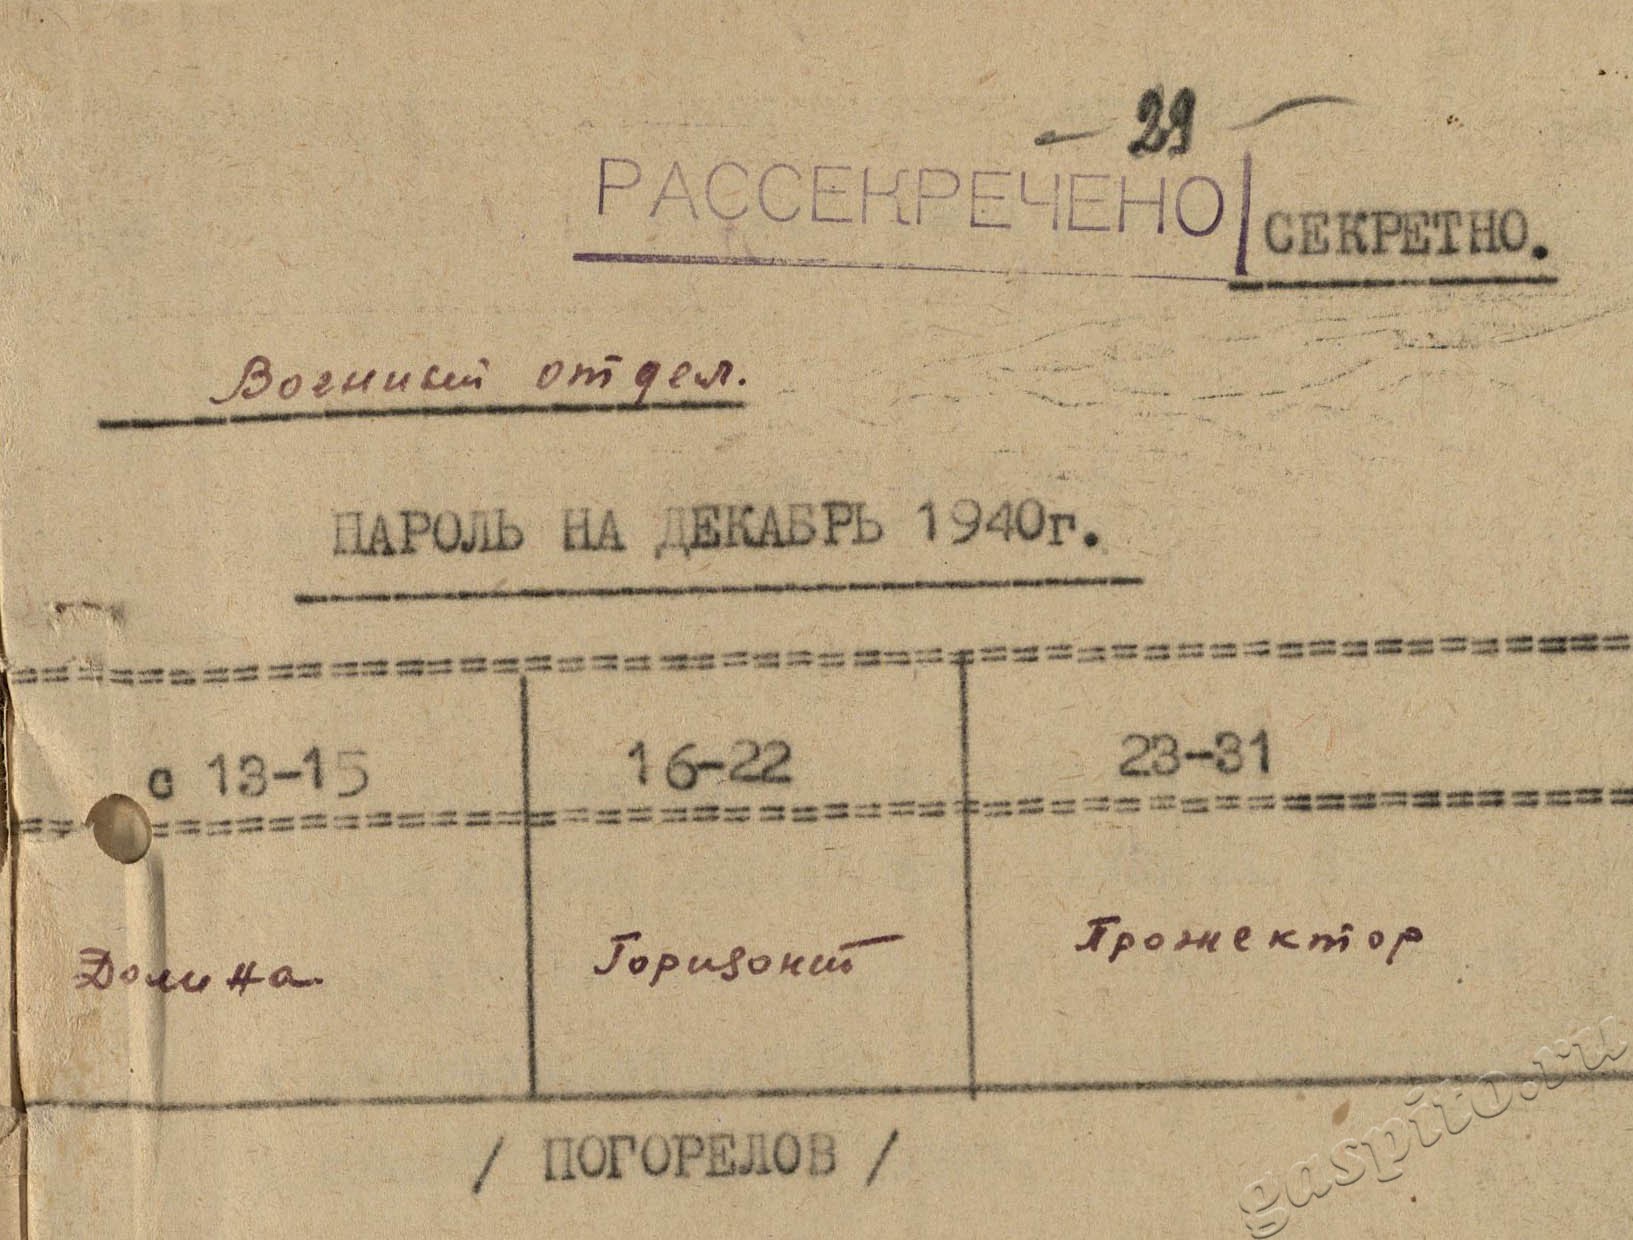 - 29 -
РАССЕКРЕЧЕНО
СЕКРЕТНО.
Военный отдел.
ПАРОЛЬ НА ДЕКАБРЬ 1940г.
с 13-15 16-22 23-31
Долина. Горизонт Прожектор
/ ПОГОРЕЛОВ /
gaspito.ru